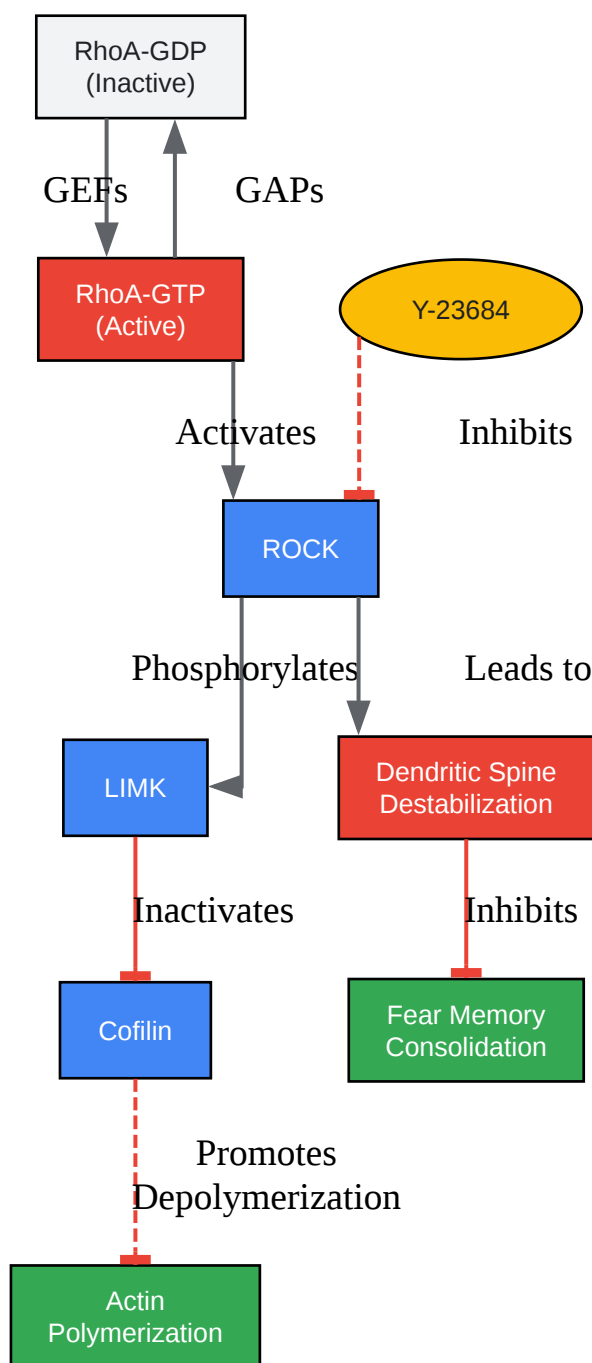 RhoA-GDP
(Inactive)
GEFs
GAPs
RhoA-GTP
(Active)
Y-23684
Activates
Inhibits
ROCK
Phosphorylates
Leads to
LIMK
Dendritic Spine
Destabilization
Inactivates
Inhibits
Cofilin
Fear Memory
Consolidation
Promotes
Depolymerization
Actin
Polymerization